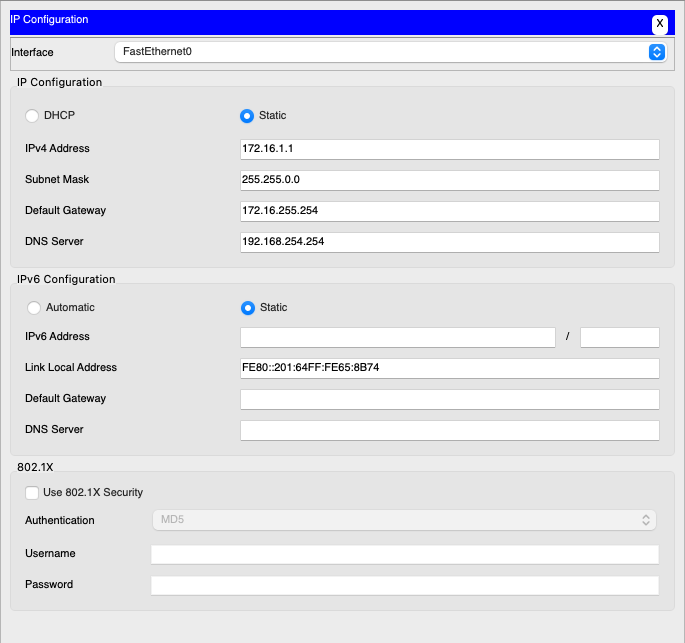 IP Configuration
X
Interface FastEthernet0
IP Configuration
DHCP Static
IPv4 Address 172.16.1.1
Subnet Mask 255.255.0.0
Default Gateway 172.16.255.254
DNS Server 192.168.254.254
IPv6 Configuration
Automatic Static
IPv6 Address /
Link Local Address FE80::201:64FF:FE65:8B74
Default Gateway
DNS Server
802.1X
Use 802.1X Security
Authentication MD5
Username
Password